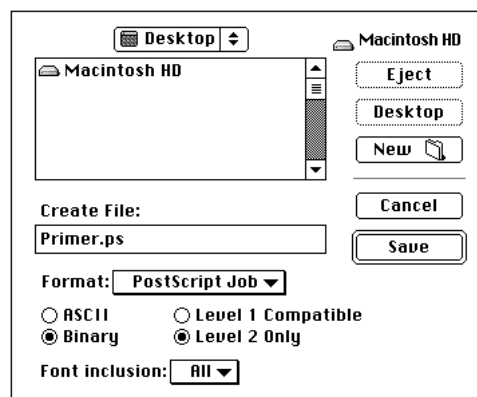 Desktop
Macintosh HD
Macintosh HD
Eject
Desktop
New
Create File:
Primer.ps
Cancel
Save
Format: PostScript Job
ASCII Level 1 Compatible
Binary Level 2 Only
Font inclusion: All